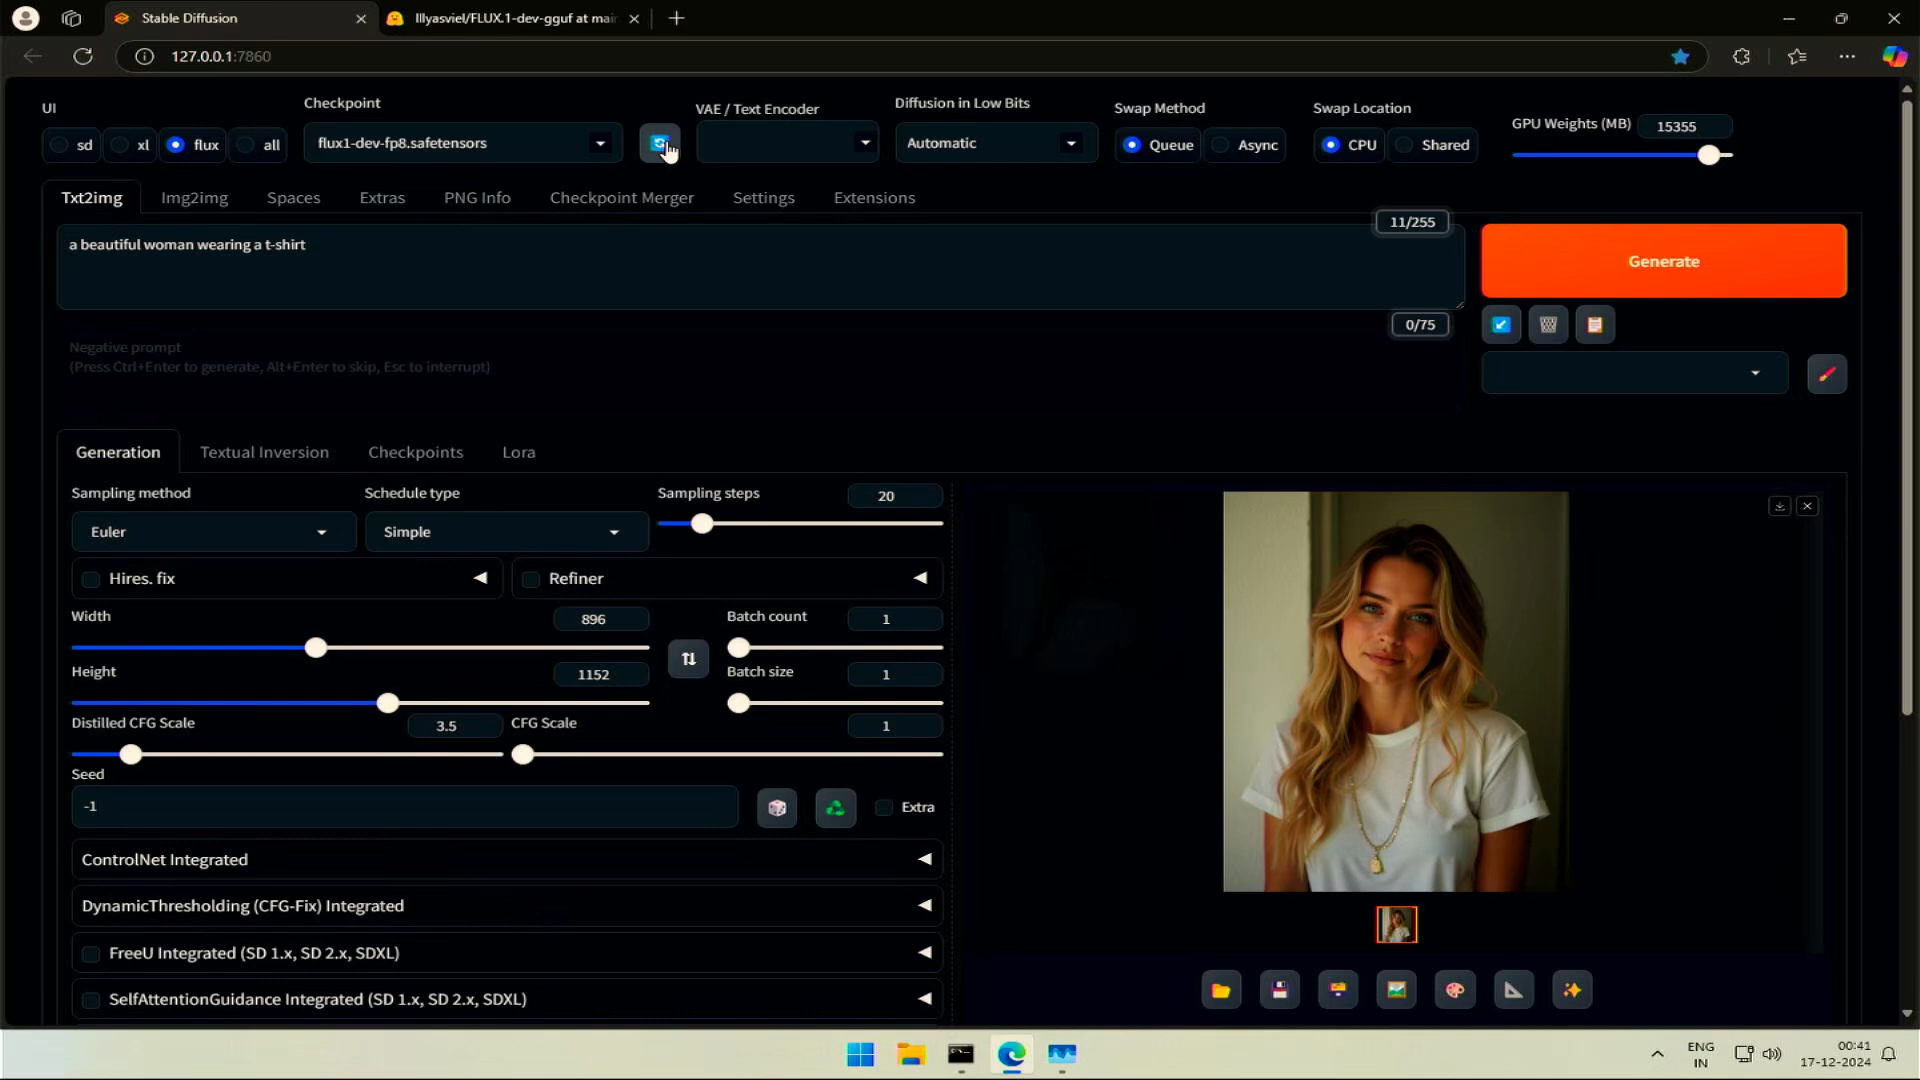 Stable Diffusion
lllyasviel/FLUX.1-dev-gguf at mai
127.0.0.1:7860
UI
Checkpoint
VAE / Text Encoder
Diffusion in Low Bits
Swap Method
Swap Location
GPU Weights (MB)
15355
sd
xl
flux
all
flux1-dev-fp8.safetensors
Automatic
Queue
Async
CPU
Shared
Txt2img
Img2img
Spaces
Extras
PNG Info
Checkpoint Merger
Settings
Extensions
11/255
a beautiful woman wearing a t-shirt
Generate
0/75
Negative prompt
(Press Ctrl+Enter to generate, Alt+Enter to skip, Esc to interrupt)
Generation
Textual Inversion
Checkpoints
Lora
Sampling method
Schedule type
Sampling steps
20
Euler
Simple
Hires. fix
Refiner
Width
896
Batch count
1
Height
1152
Batch size
1
Distilled CFG Scale
3.5
CFG Scale
1
Seed
-1
Extra
ControlNet Integrated
DynamicThresholding (CFG-Fix) Integrated
FreeU Integrated (SD 1.x, SD 2.x, SDXL)
SelfAttentionGuidance Integrated (SD 1.x, SD 2.x, SDXL)
ENG
IN
00:41
17-12-2024